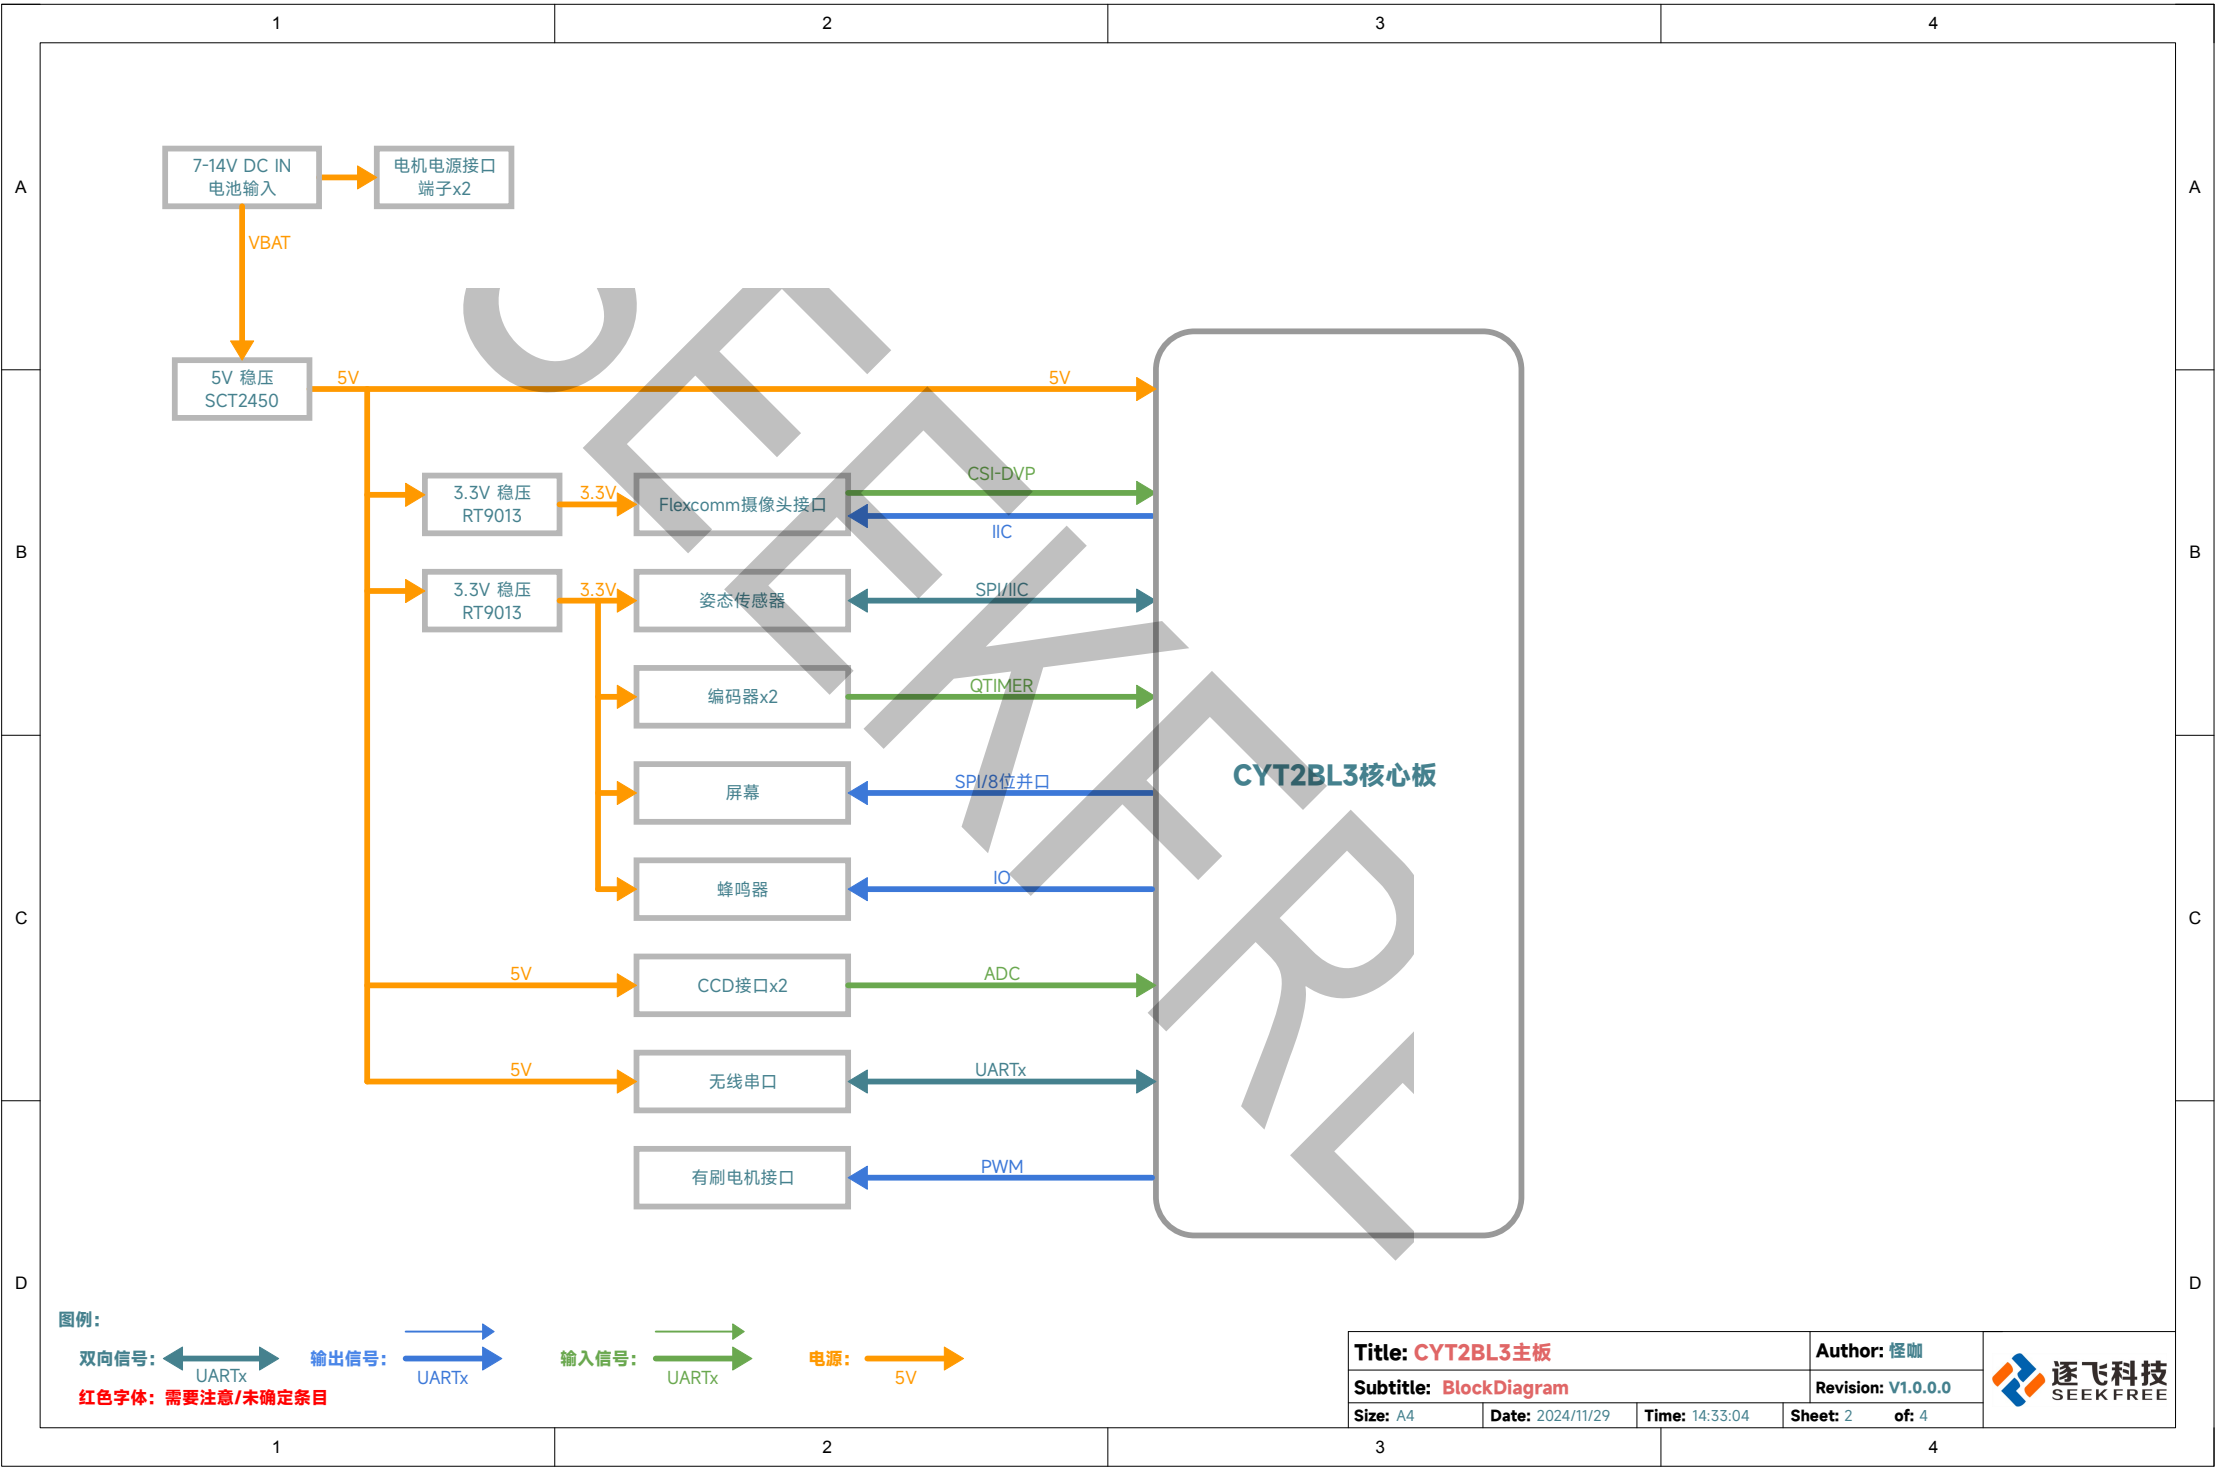 1
2
3
4
A
A
7-14V DC IN
电池输入
电机电源接口
端子x2
VBAT
5V 稳压
SCT2450
5V
5V
3.3V 稳压
RT9013
3.3V
Flexcomm摄像头接口
CSI-DVP
IIC
B
B
3.3V 稳压
RT9013
3.3V
姿态传感器
SPI/IIC
编码器x2
QTIMER
屏幕
SPI/8位并口
CYT2BL3核心板
蜂鸣器
IO
C
C
5V
CCD接口x2
ADC
5V
无线串口
UARTx
有刷电机接口
PWM
SEEKFREE
D
D
图例：
双向信号：
UARTx
输出信号：
UARTx
输入信号：
UARTx
电源：
5V
红色字体：需要注意/未确定条目
Title: CYT2BL3主板
Author: 怪咖
Subtitle: BlockDiagram
Revision: V1.0.0.0
Size: A4
Date: 2024/11/29
Time: 14:33:04
Sheet: 2 of: 4
逐飞科技
SEEKFREE
1
2
3
4